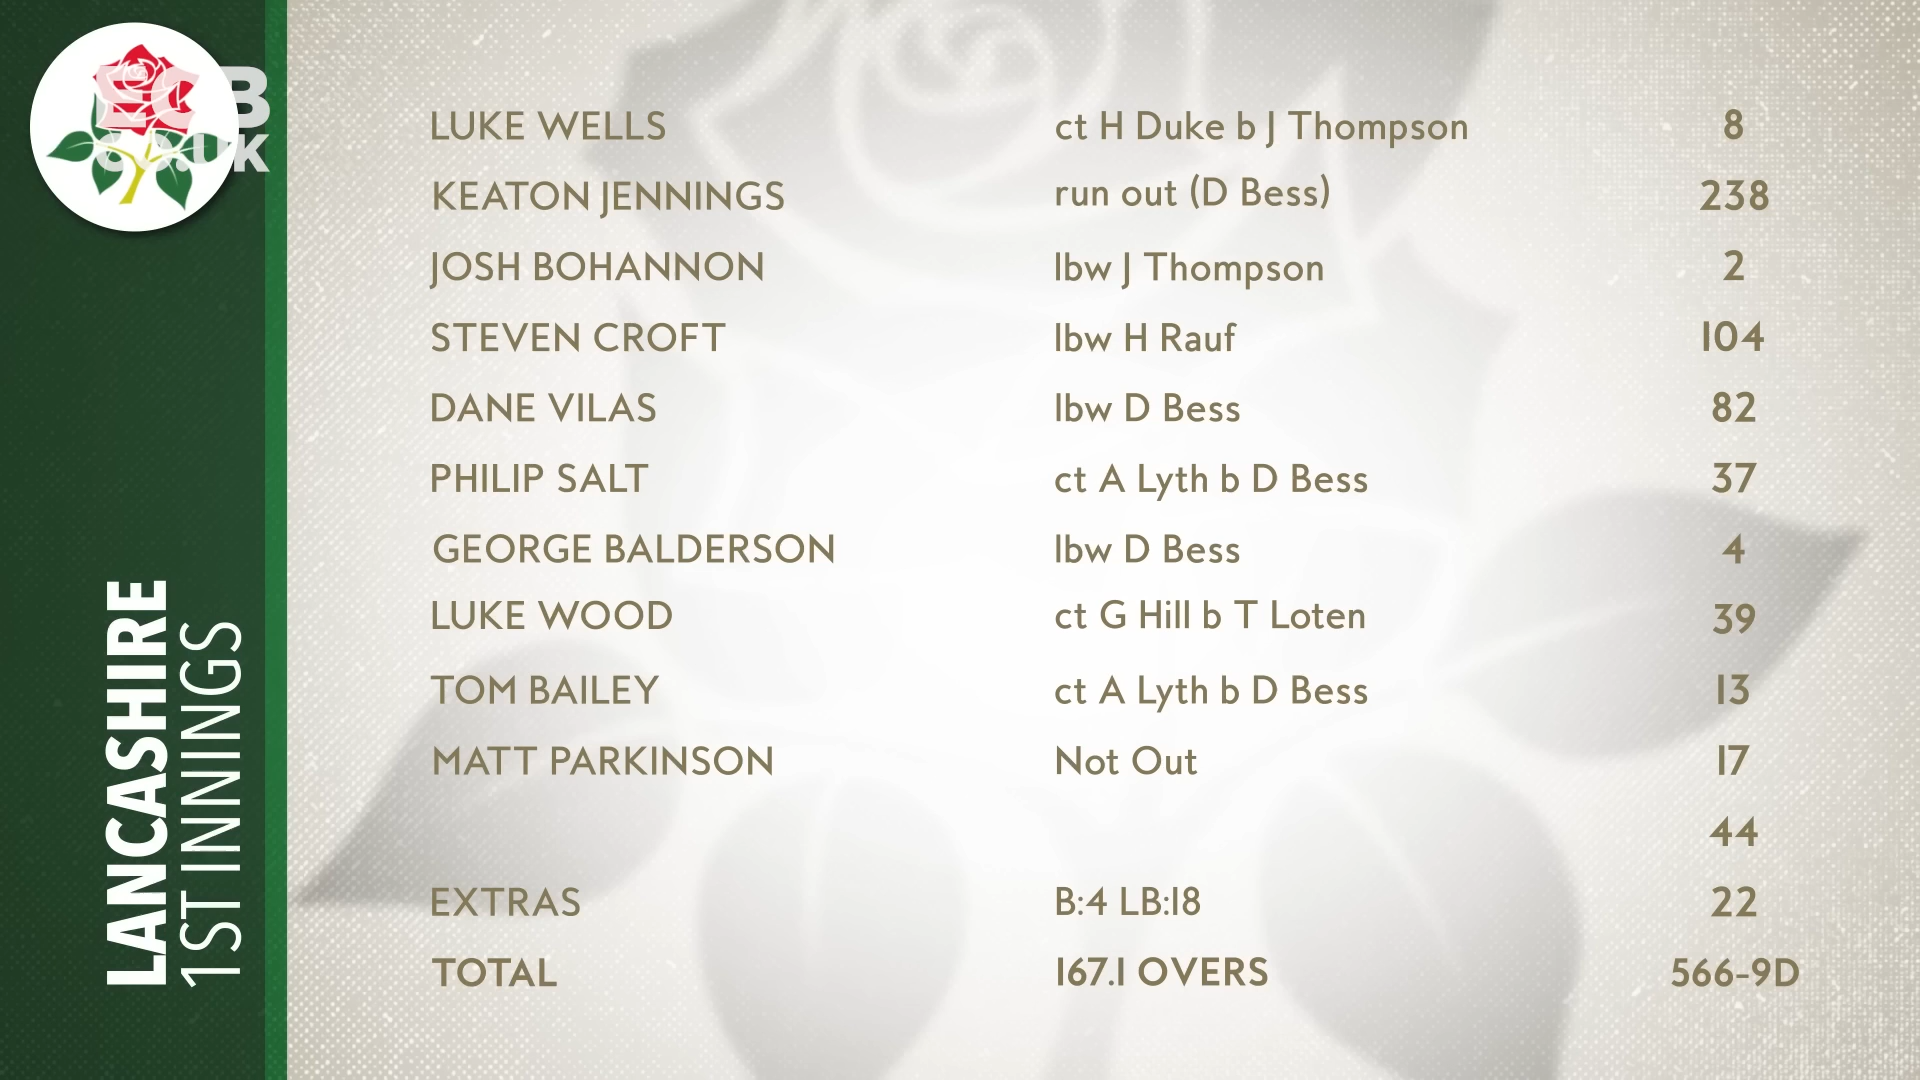 ECB
CO.UK
LANCASHIRE
1ST INNINGS
LUKE WELLS ct H Duke b J Thompson 8
KEATON JENNINGS run out (D Bess) 238
JOSH BOHANNON lbw J Thompson 2
STEVEN CROFT lbw H Rauf 104
DANE VILAS lbw D Bess 82
PHILIP SALT ct A Lyth b D Bess 37
GEORGE BALDERSON lbw D Bess 4
LUKE WOOD ct G Hill b T Loten 39
TOM BAILEY ct A Lyth b D Bess 13
MATT PARKINSON Not Out 17
44
EXTRAS B:4 LB:18 22
TOTAL 167.1 OVERS 566-9D